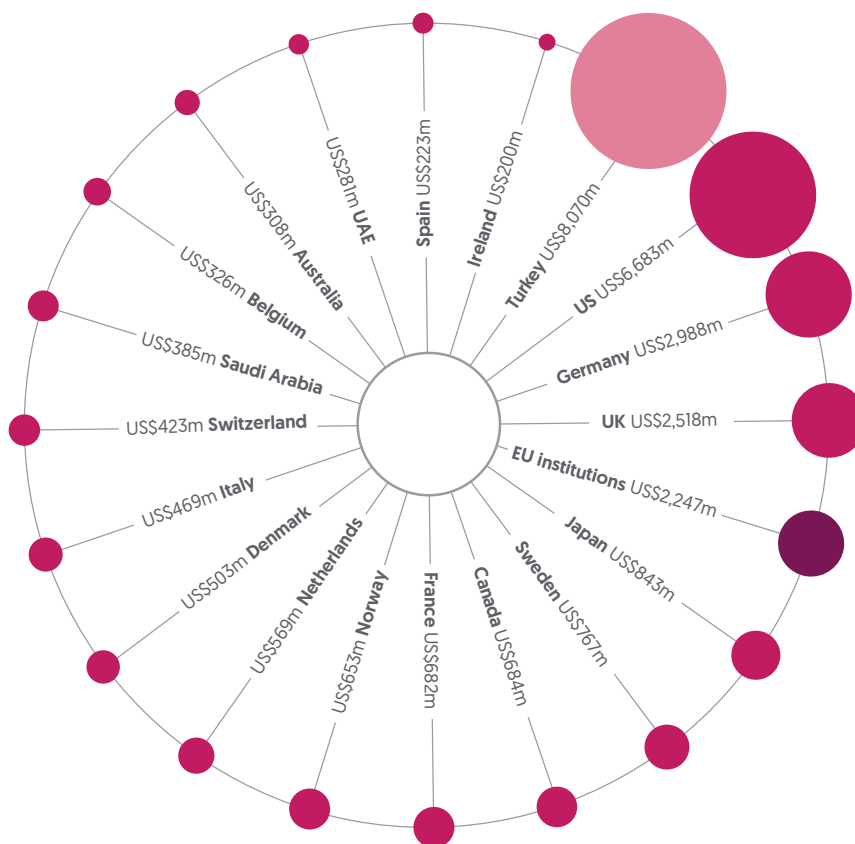 Turkey US$8,070m
US US$6,683m
Germany US$2,988m
UK US$2,518m
EU institutions US$2,247m
Japan US$843m
Sweden US$767m
Canada US$684m
France US$682m
US$653m Norway
US$569m Netherlands
US$503m Denmark
US$469m Italy
US$423m Switzerland
US$385m Saudi Arabia
US$326m Belgium
US$308m Australia
US$281m UAE
Spain US$223m
Ireland US$200m